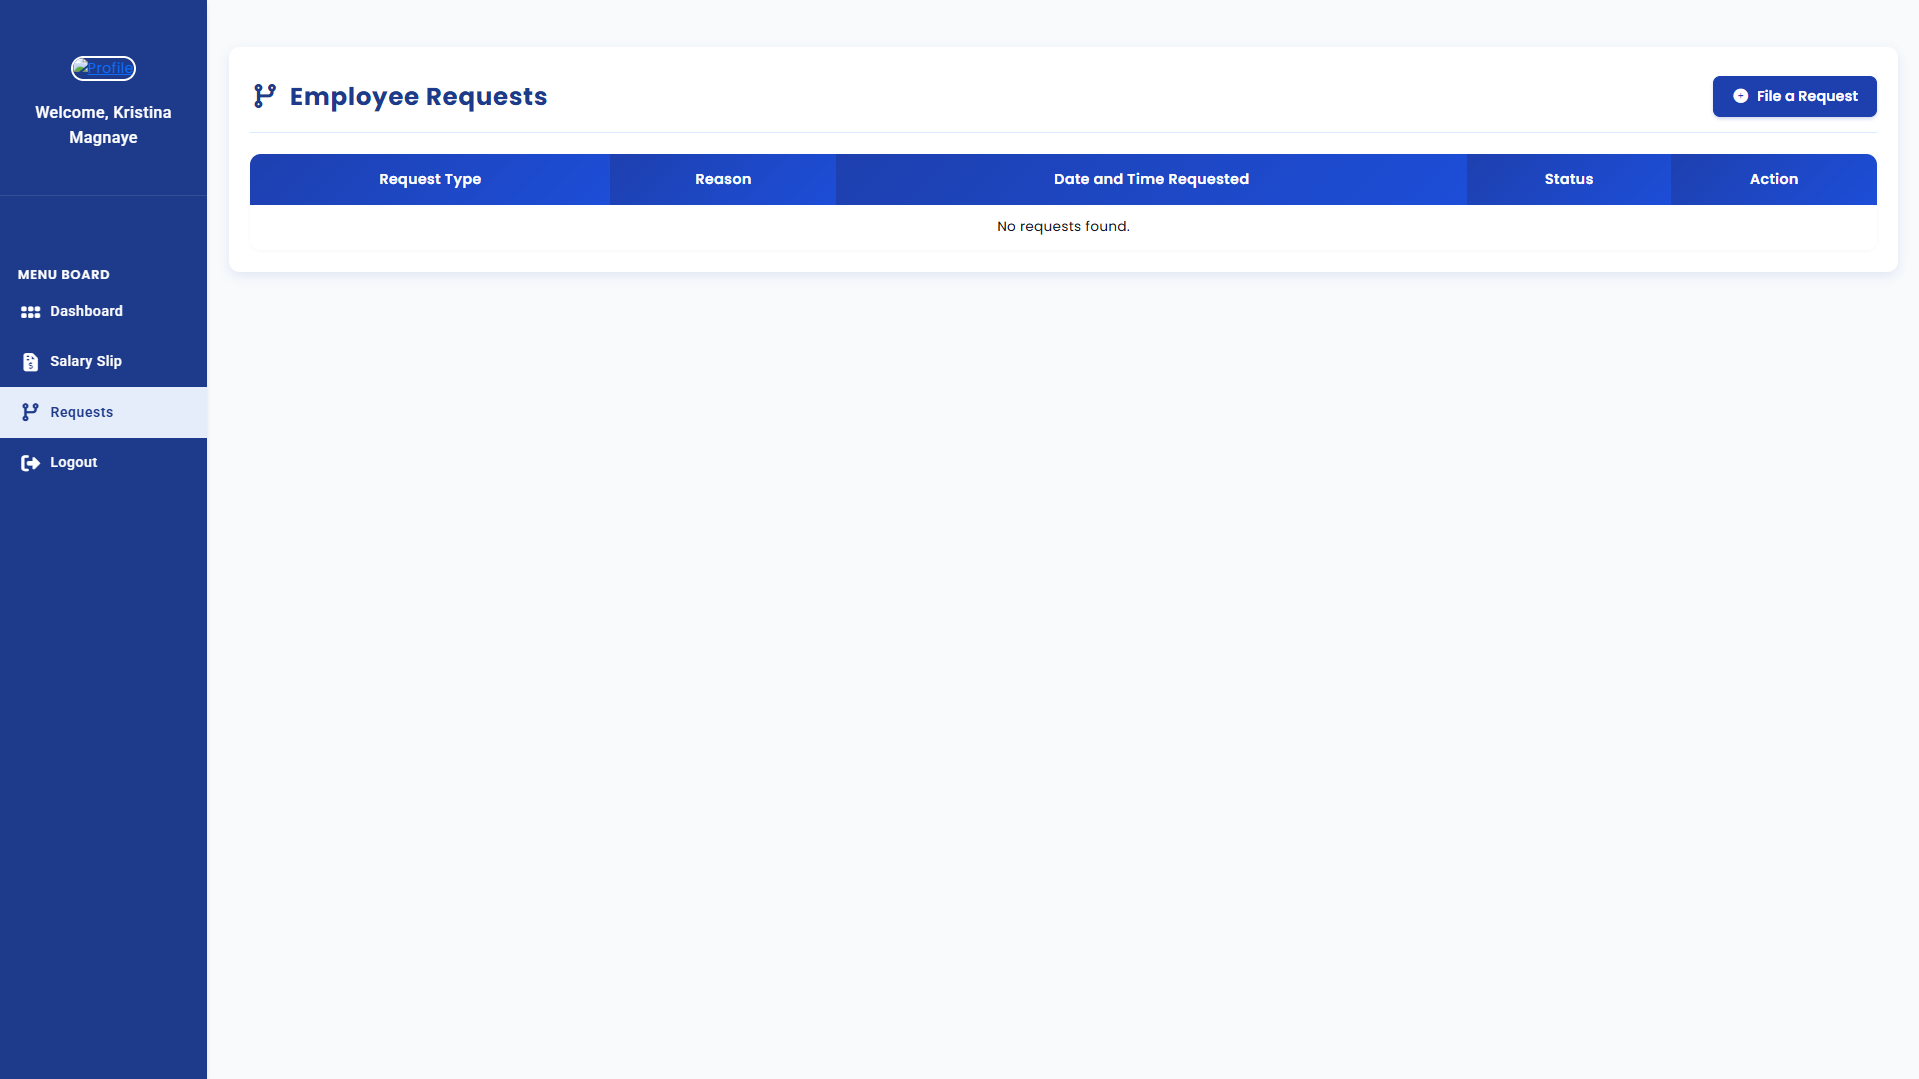 Profile
Welcome, Kristina
Magnaye
MENU BOARD
Dashboard
Salary Slip
Requests
Logout
Employee Requests
File a Request
Request Type Reason Date and Time Requested Status Action
No requests found.